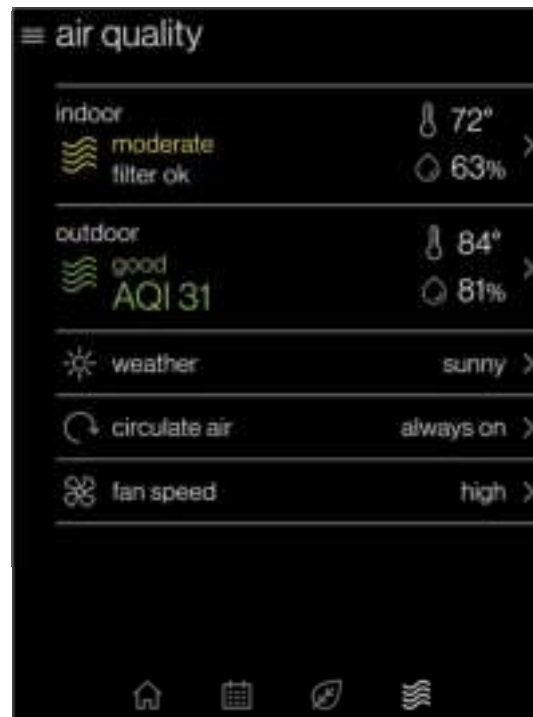 air quality
indoor
moderate
filter ok
72°
63%
outdoor
good
AQI 31
84°
81%
weather sunny
circulate air always on
fan speed high